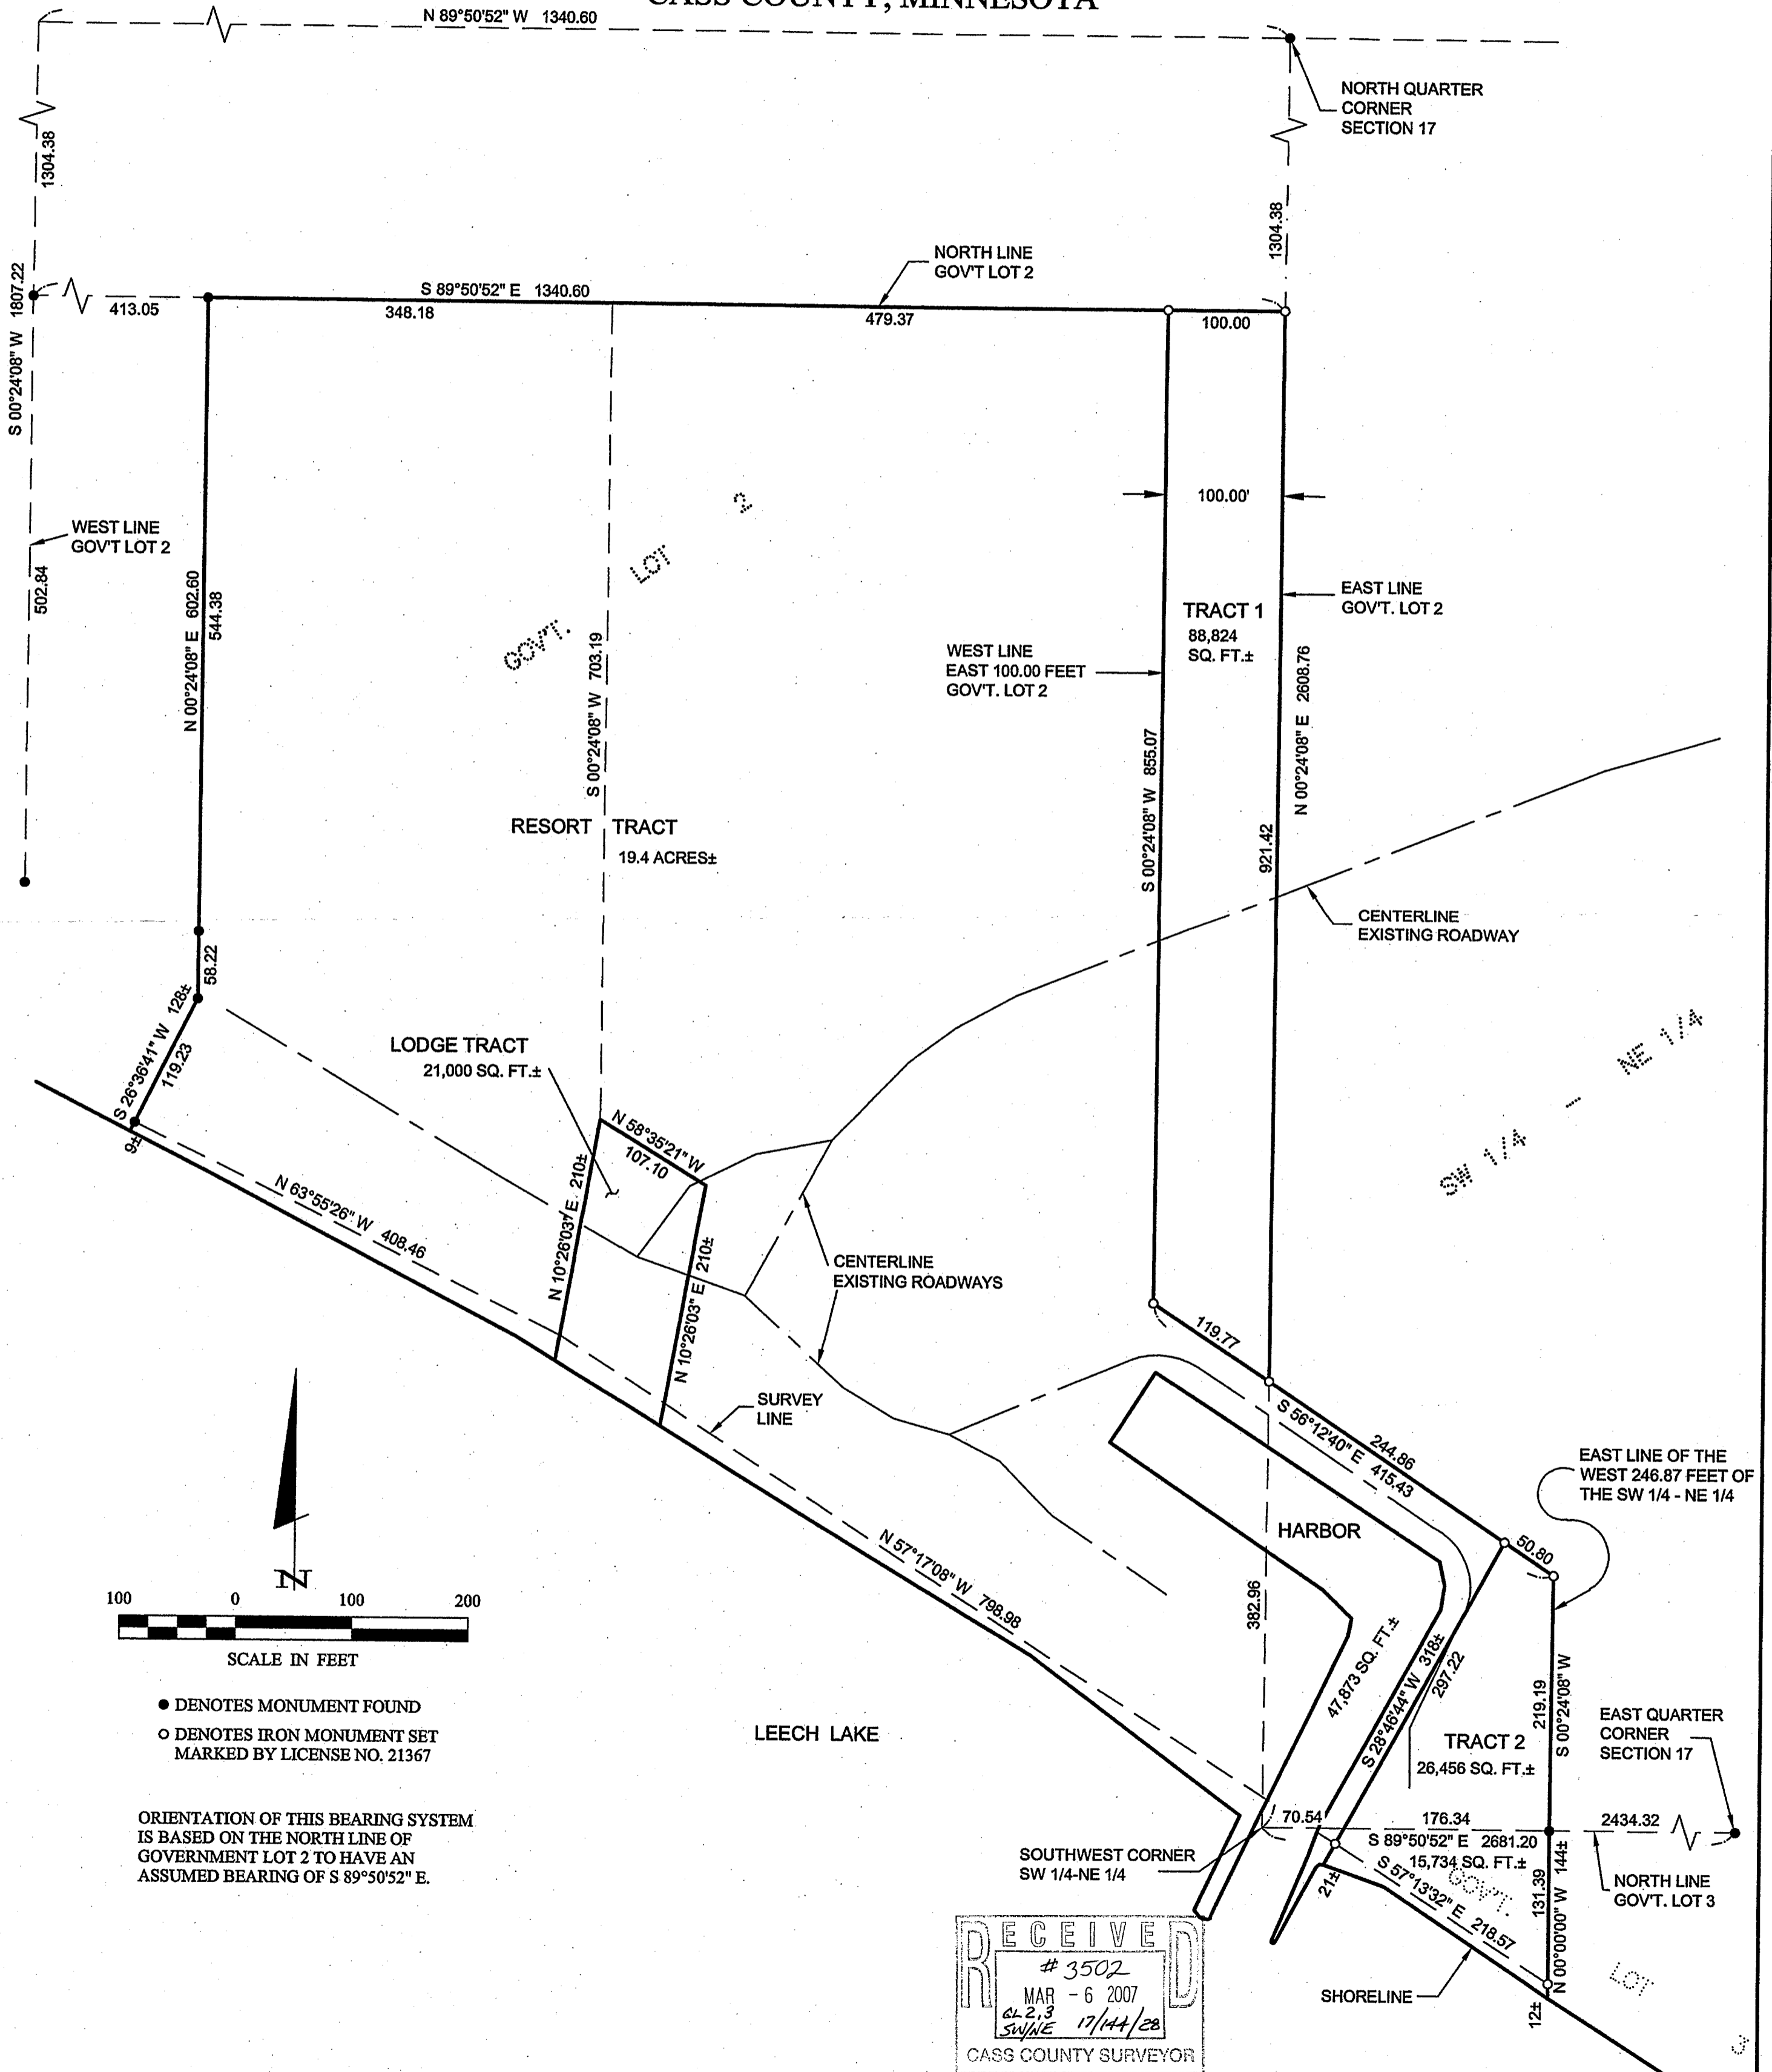 CASS COUNTY, MINNESOTA
N 89°50'52" W 1340.60
NORTH QUARTER
CORNER
SECTION 17
1304.38
1304.38
S 00°24'08" W 1807.22
NORTH LINE
GOV'T LOT 2
413.05
S 89°50'52" E 1340.60
348.18
479.37
100.00
100.00'
WEST LINE
GOV'T LOT 2
502.84
N 00°24'08" E 602.60
544.38
GOV'T. LOT 2
S 00°24'08" W 703.19
TRACT 1
88,824
SQ. FT.±
EAST LINE
GOV'T. LOT 2
WEST LINE
EAST 100.00 FEET
GOV'T. LOT 2
N 00°24'08" E 2608.76
S 00°24'08" W 855.07
921.42
RESORT TRACT
19.4 ACRES±
CENTERLINE
EXISTING ROADWAY
58.22
S 26°36'41" W 128±
119.23
9±
LODGE TRACT
21,000 SQ. FT.±
SW 1/4 - NE 1/4
N 58°35'21" W
107.10
N 10°26'03" E 210±
N 10°26'03" E 210±
N 63°55'26" W 408.46
CENTERLINE
EXISTING ROADWAYS
119.77
SURVEY
LINE
S 56°12'40" E 415.43
244.86
EAST LINE OF THE
WEST 246.87 FEET OF
THE SW 1/4 - NE 1/4
HARBOR
50.80
N 57°17'08" W 798.98
382.96
47,873 SQ. FT.±
S 28°46'44" W 318±
297.22
219.19
S 00°24'08" W
N
100 0 100 200
SCALE IN FEET
● DENOTES MONUMENT FOUND
○ DENOTES IRON MONUMENT SET
MARKED BY LICENSE NO. 21367
LEECH LAKE
TRACT 2
26,456 SQ. FT.±
EAST QUARTER
CORNER
SECTION 17
ORIENTATION OF THIS BEARING SYSTEM
IS BASED ON THE NORTH LINE OF
GOVERNMENT LOT 2 TO HAVE AN
ASSUMED BEARING OF S 89°50'52" E.
70.54
176.34
2434.32
S 89°50'52" E 2681.20
15,734 SQ. FT.±
SOUTHWEST CORNER
SW 1/4-NE 1/4
21±
S 57°13'32" E 218.57
131.39
N 00°00'00" W 144±
NORTH LINE
GOV'T. LOT 3
GOV'T. LOT 3
SHORELINE
12±
RECEIVED
# 3502
MAR - 6 2007
GL 2,3
SW/NE 17/144/28
CASS COUNTY SURVEYOR